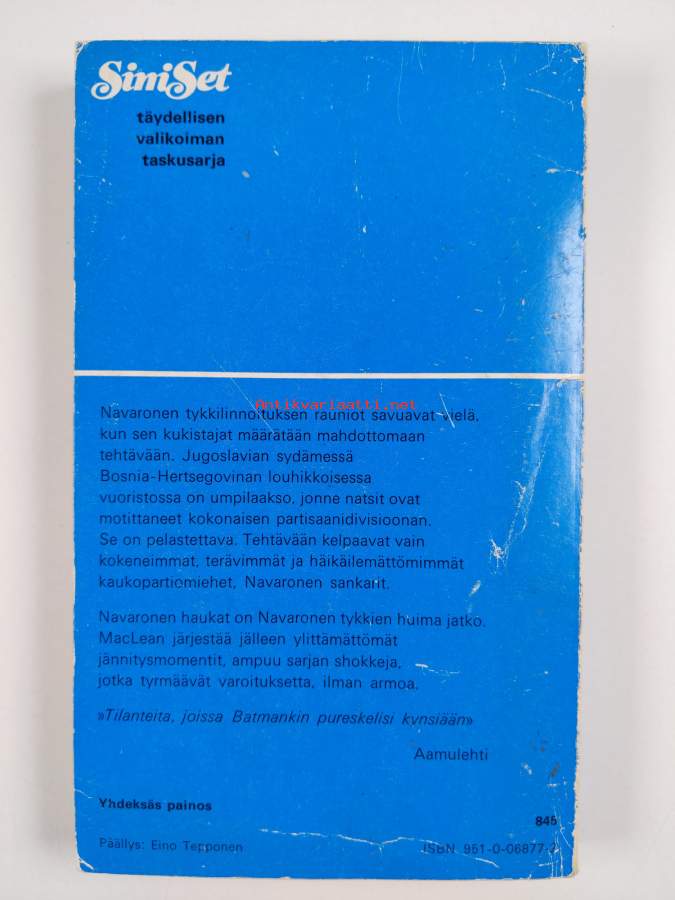 SiniSet
täydellisen
valikoiman
taskusarja
Antikvariaatti.net
Navaronen tykkilinnoituksen rauniot savuavat vielä,
kun sen kukistajat määrätään mahdottomaan
tehtävään. Jugoslavian sydämessä
Bosnia-Hertsegovinan louhikkoisessa
vuoristossa on umpilaakso, jonne natsit ovat
motittaneet kokonaisen partisaanidivisioonan.
Se on pelastettava. Tehtävään kelpaavat vain
kokeneimmat, terävimmät ja häikäilemättömimmät
kaukopartiomiehet, Navaronen sankarit.
Navaronen haukat on Navaronen tykkien huima jatko.
MacLean järjestää jälleen ylittämättömät
jännitysmomentit, ampuu sarjan shokkeja,
jotka tyrmäävät varoituksetta, ilman armoa.
»Tilanteita, joissa Batmankin pureskelisi kynsiään»
Aamulehti
Yhdeksäs painos
845
Päällys: Eino Tepponen
ISBN 951-0-06877-2